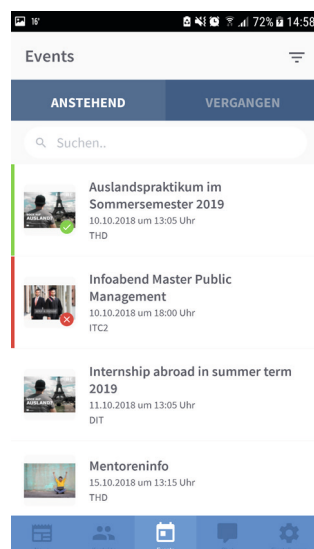 16°
72% 14:58
Events
ANSTEHEND
VERGANGEN
Suchen..
Auslandspraktikum im
Sommersemester 2019
10.10.2018 um 13:05 Uhr
THD
Infoabend Master Public
Management
10.10.2018 um 18:00 Uhr
ITC2
Internship abroad in summer term
2019
11.10.2018 um 13:05 Uhr
DIT
Mentoreninfo
15.10.2018 um 13:15 Uhr
THD